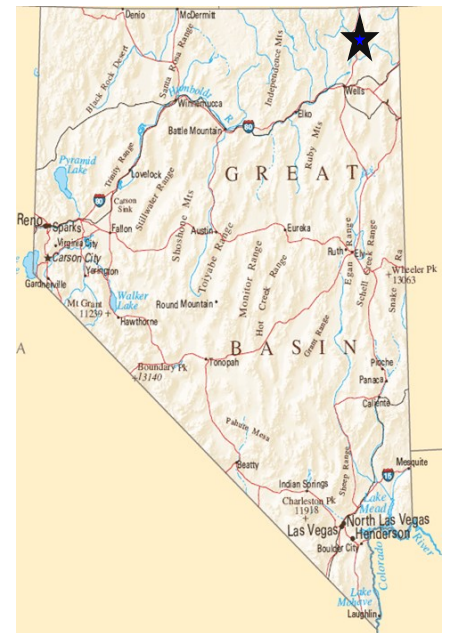 Denio
McDermitt
Black Rock Desert
Santa Rosa Range
Independence Mts
Humboldt
R
Winnemucca
Wells
Elko
Battle Mountain
80
Ruby Mts
Pyramid
Lake
Trinity Range
Lovelock
GREAT
80
Carson
Sink
Stillwater Range
Shoshone Mts
Reno
Sparks
Fallon
Austin
Eureka
Virginia City
Carson City
Toiyabe Range
Monitor Range
Hot Creek Range
Ruth
Ely
Egan Range
Schell Creek Range
Snake Ra
Wheeler Pk
13063
Yerington
Gardnerville
Walker
Lake
Mt Grant
11239
Round Mountain
Hawthorne
Grant Range
A
BASIN
Boundary Pk
13140
Tonopah
Pioche
Panaca
Caliente
Pahute Mesa
Beatty
Sheep Range
Mesquite
15
Indian Springs
Charleston Pk
11918
Lake
Mead
North Las Vegas
Las Vegas
Henderson
Boulder City
Colorado
River
Lake
Mohave
Laughlin